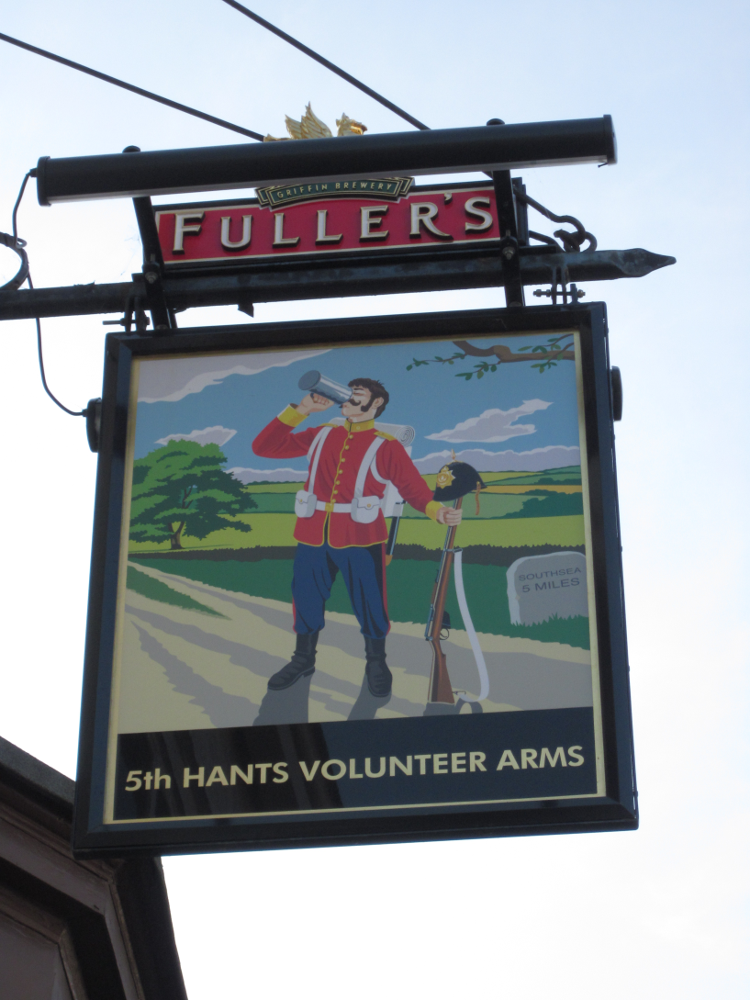 GRIFFIN BREWERY
FULLER'S
SOUTHSEA
5 MILES
5th HANTS VOLUNTEER ARMS